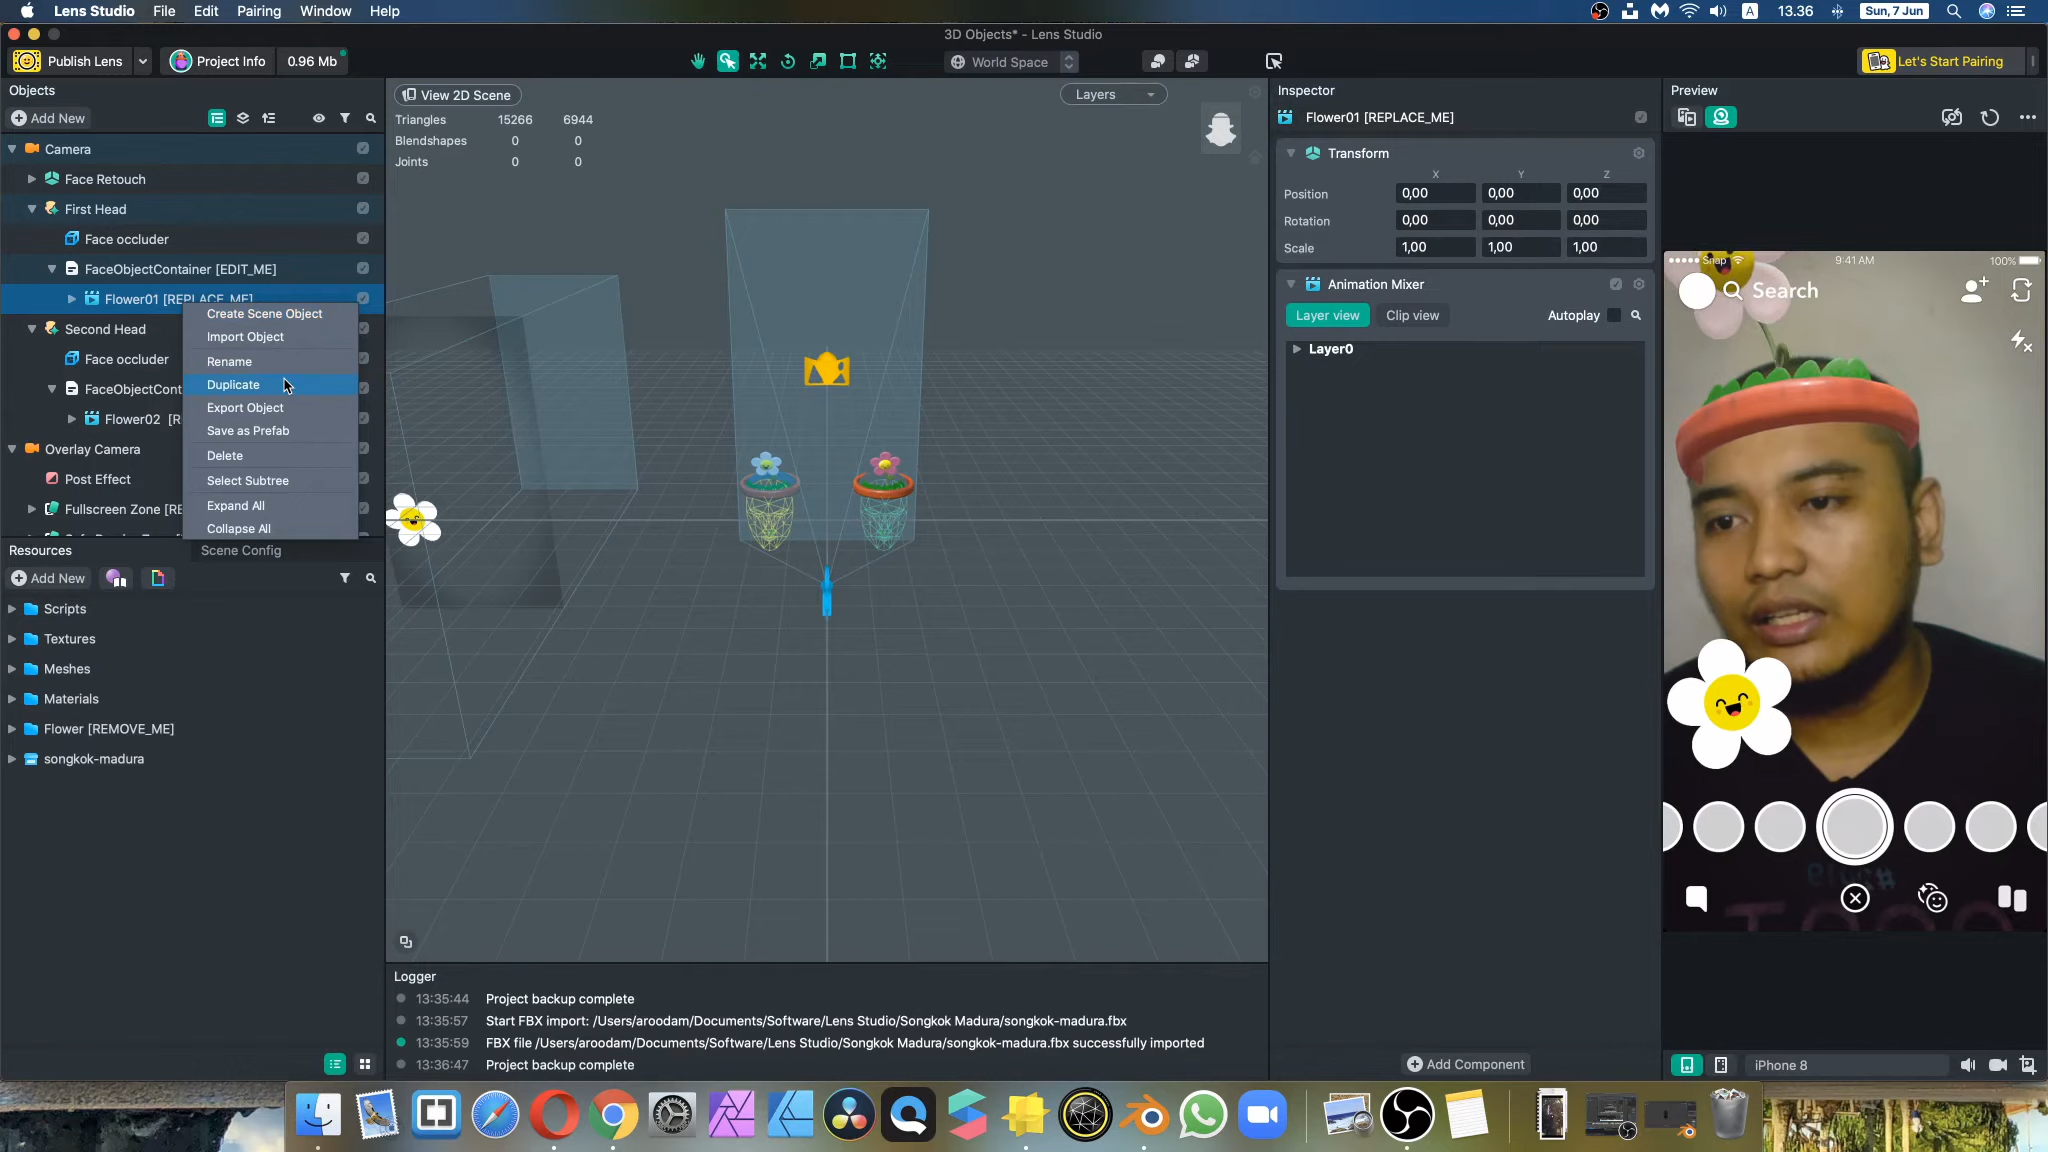 Lens Studio File Edit Pairing Window Help
A 13.36 Sun, 7 Jun
3D Objects* - Lens Studio
Publish Lens Project Info 0.96 Mb
World Space
Let's Start Pairing
Objects
Add New
Camera
Face Retouch
First Head
Face occluder
FaceObjectContainer [EDIT_ME]
Flower01 [REPLACE_ME]
Second Head
Face occluder
FaceObjectCont
Flower02 [R
Overlay Camera
Post Effect
Fullscreen Zone [RE
Create Scene Object
Import Object
Rename
Duplicate
Export Object
Save as Prefab
Delete
Select Subtree
Expand All
Collapse All
Resources
Scene Config
Add New
Scripts
Textures
Meshes
Materials
Flower [REMOVE_ME]
songkok-madura
View 2D Scene
Layers
Triangles 15266 6944
Blendshapes 0 0
Joints 0 0
Logger
13:35:44 Project backup complete
13:35:57 Start FBX import: /Users/aroodam/Documents/Software/Lens Studio/Songkok Madura/songkok-madura.fbx
13:35:59 FBX file /Users/aroodam/Documents/Software/Lens Studio/Songkok Madura/songkok-madura.fbx successfully imported
13:36:47 Project backup complete
Inspector
Flower01 [REPLACE_ME]
Transform
X Y Z
Position 0,00 0,00 0,00
Rotation 0,00 0,00 0,00
Scale 1,00 1,00 1,00
Animation Mixer
Layer view Clip view Autoplay
Layer0
Add Component
Preview
Snap 9:41 AM 100%
Search
iPhone 8